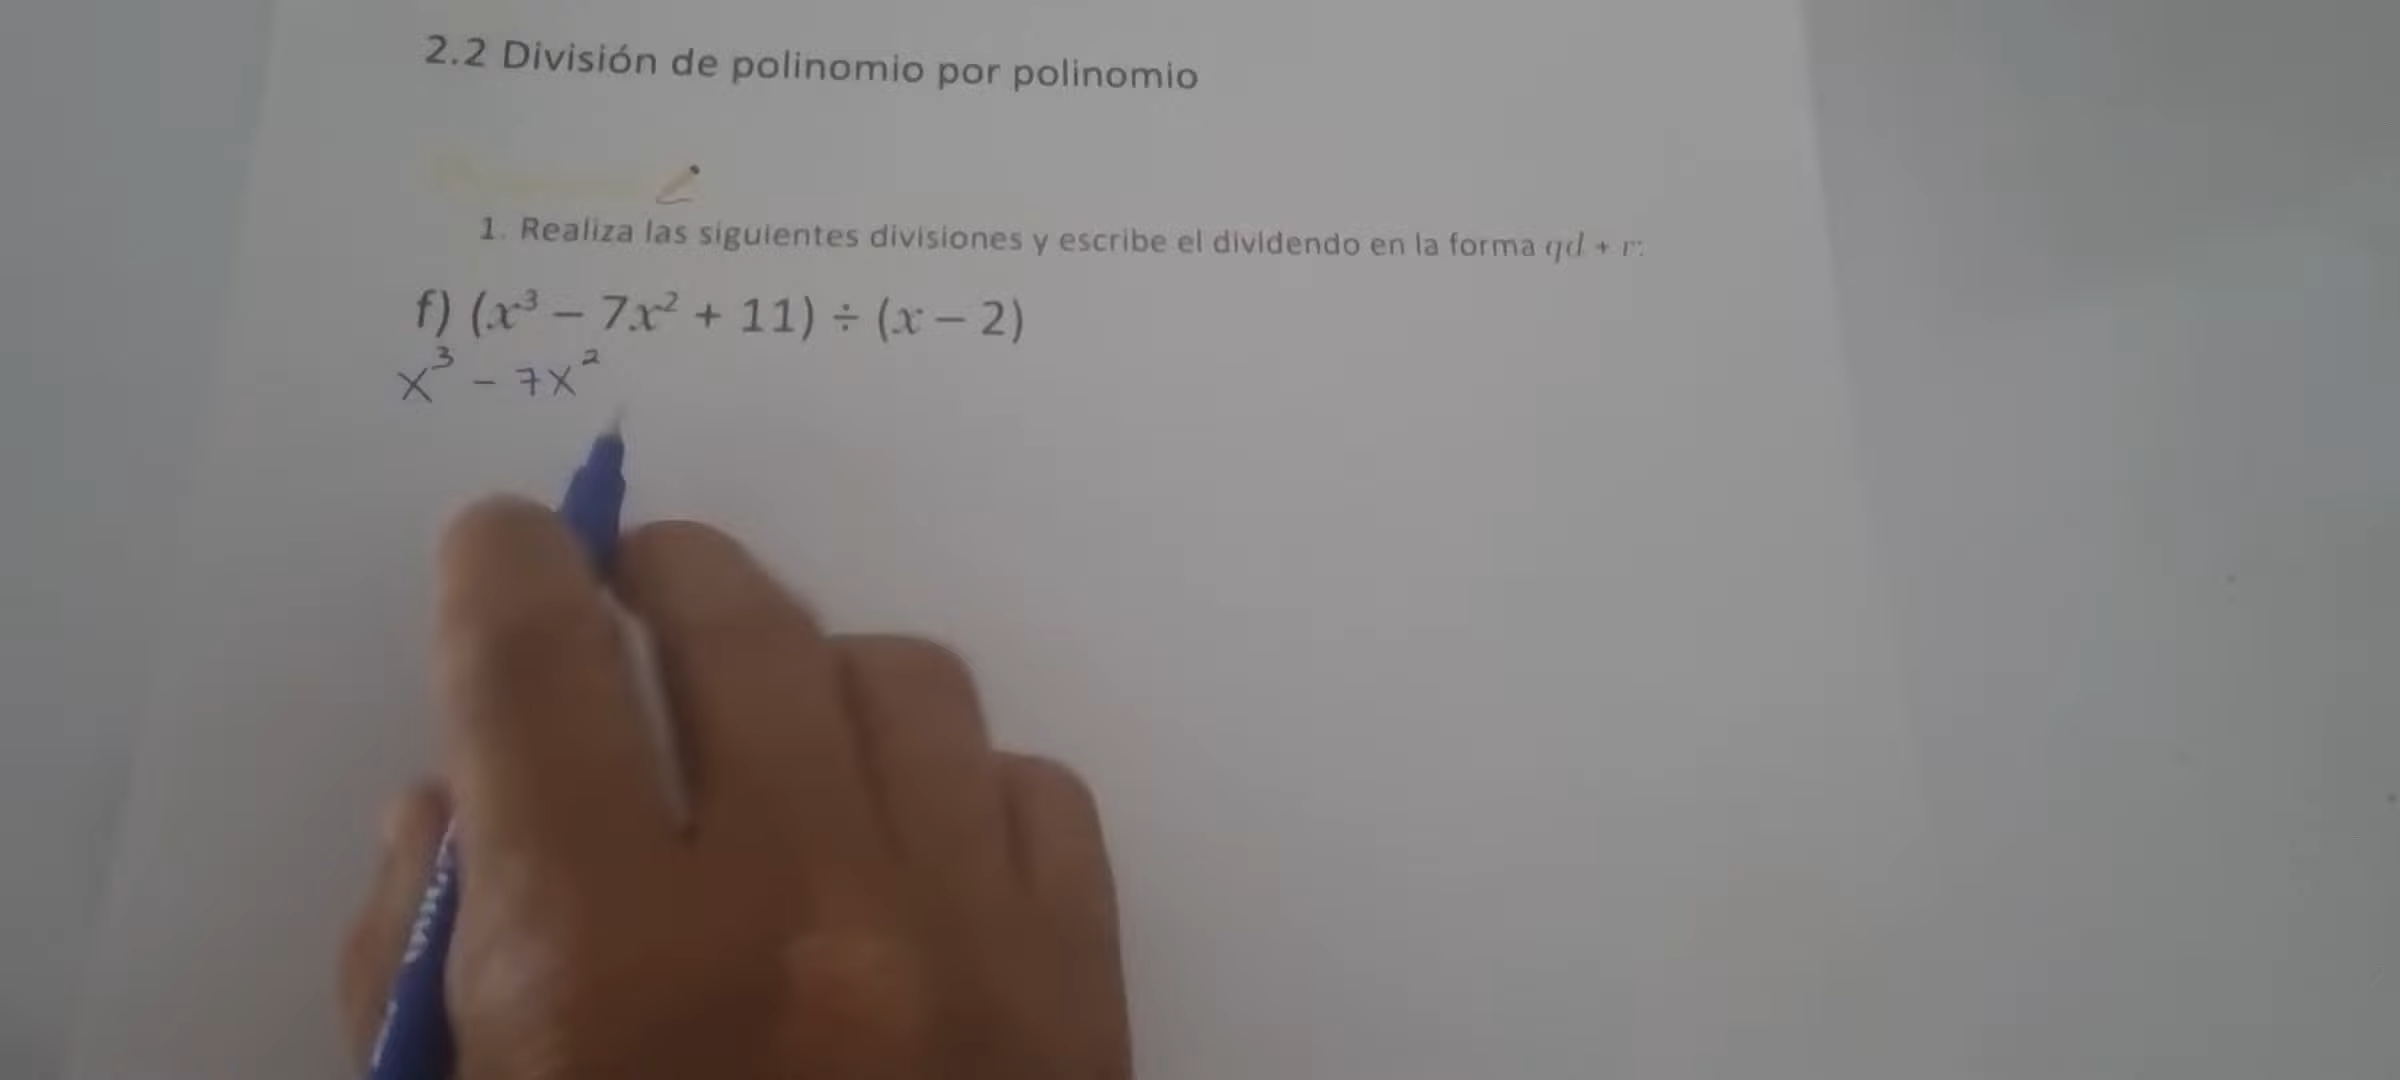 2.2 División de polinomio por polinomio
1. Realiza las siguientes divisiones y escribe el dividendo en la forma qd + r:
f) (x³ − 7x² + 11) ÷ (x − 2)
x³ − 7x²